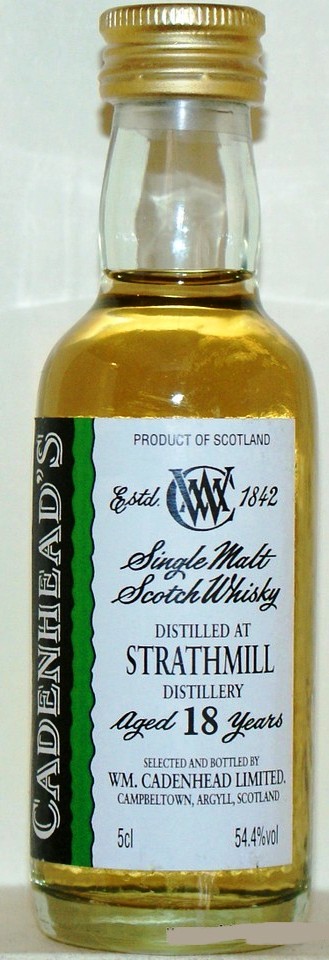 CADENHEAD"S
PRODUCT OF SCOTLAND
Estd. WC 1842
Single Malt
Scotch Whisky
DISTILLED AT
STRATHMILL
DISTILLERY
Aged 18 Years
SELECTED AND BOTTLED BY
WM. CADENHEAD LIMITED.
CAMPBELTOWN, ARGYLL, SCOTLAND
5cl 54.4%vol